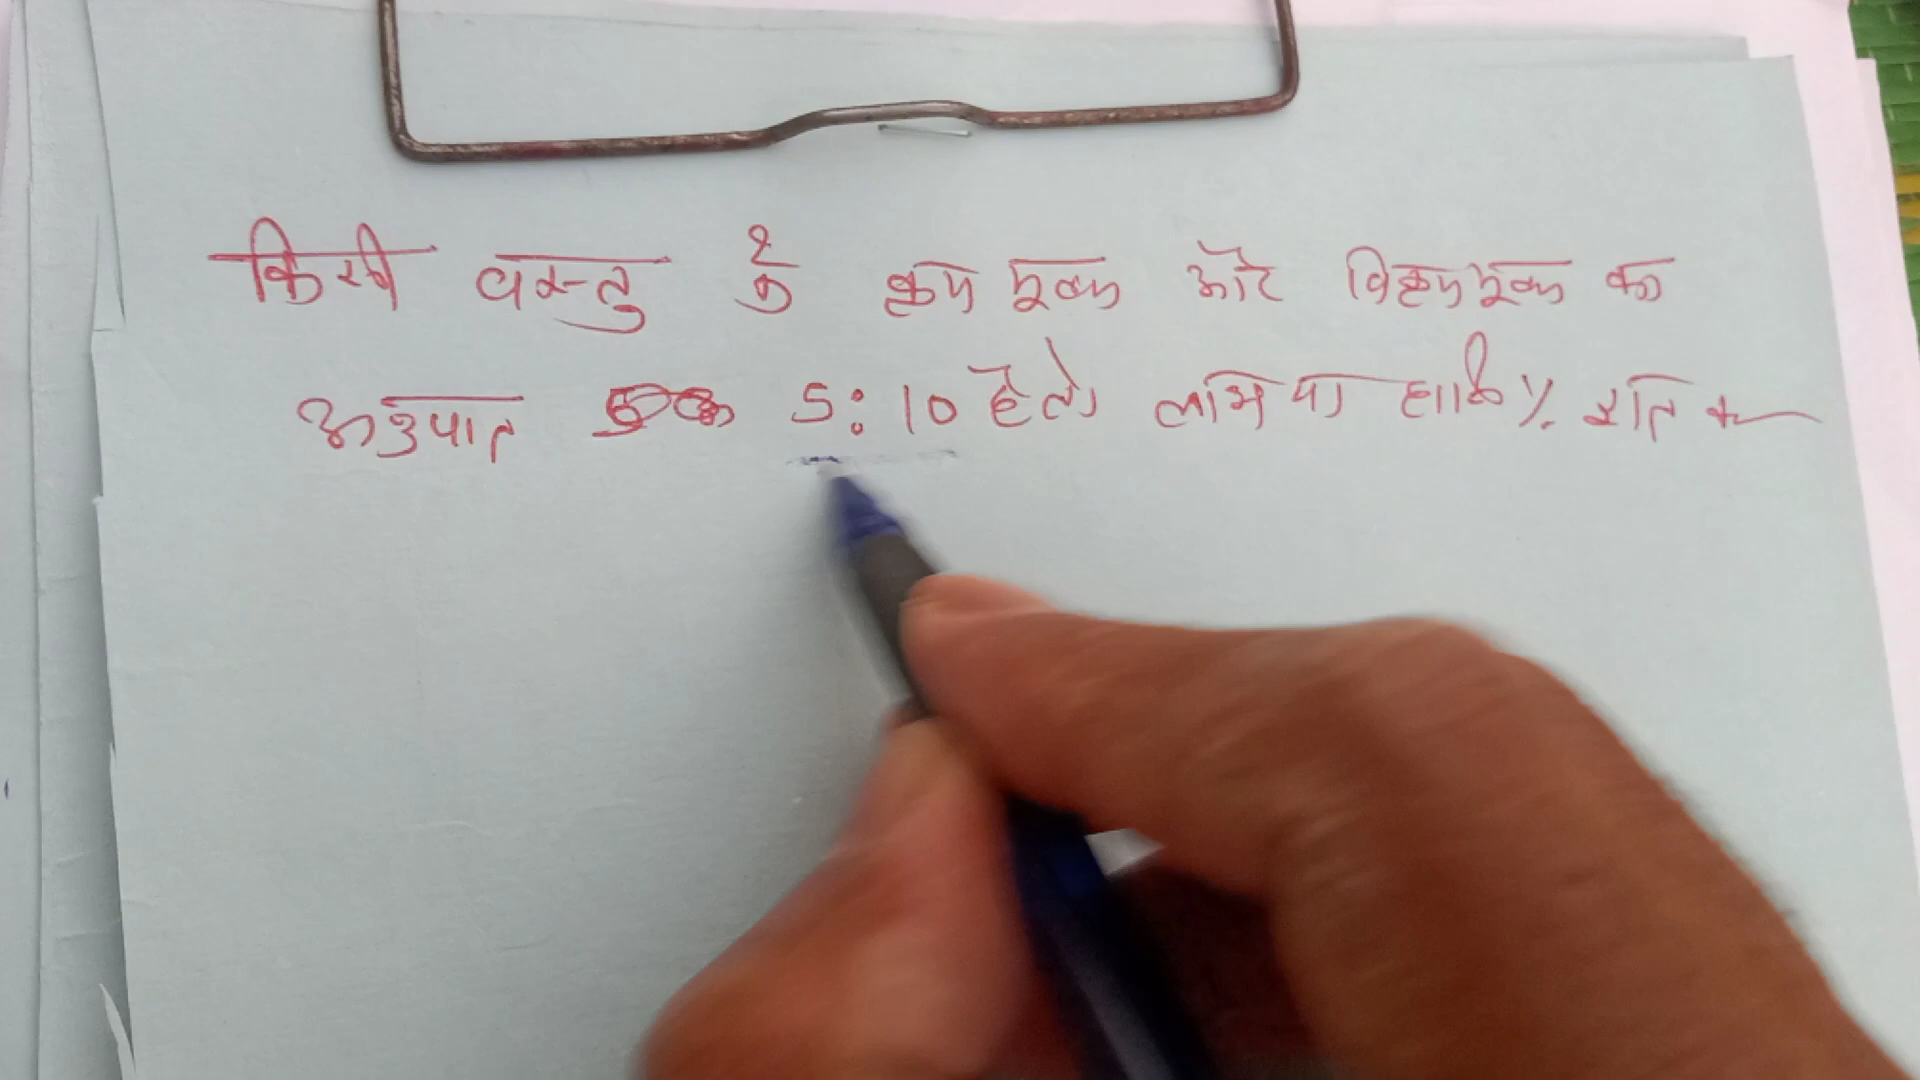 किसी वस्तु के क्रय मूल्य और विक्रय मूल्य का
अनुपात 5:10 है तो लाभ या हानि % ज्ञात